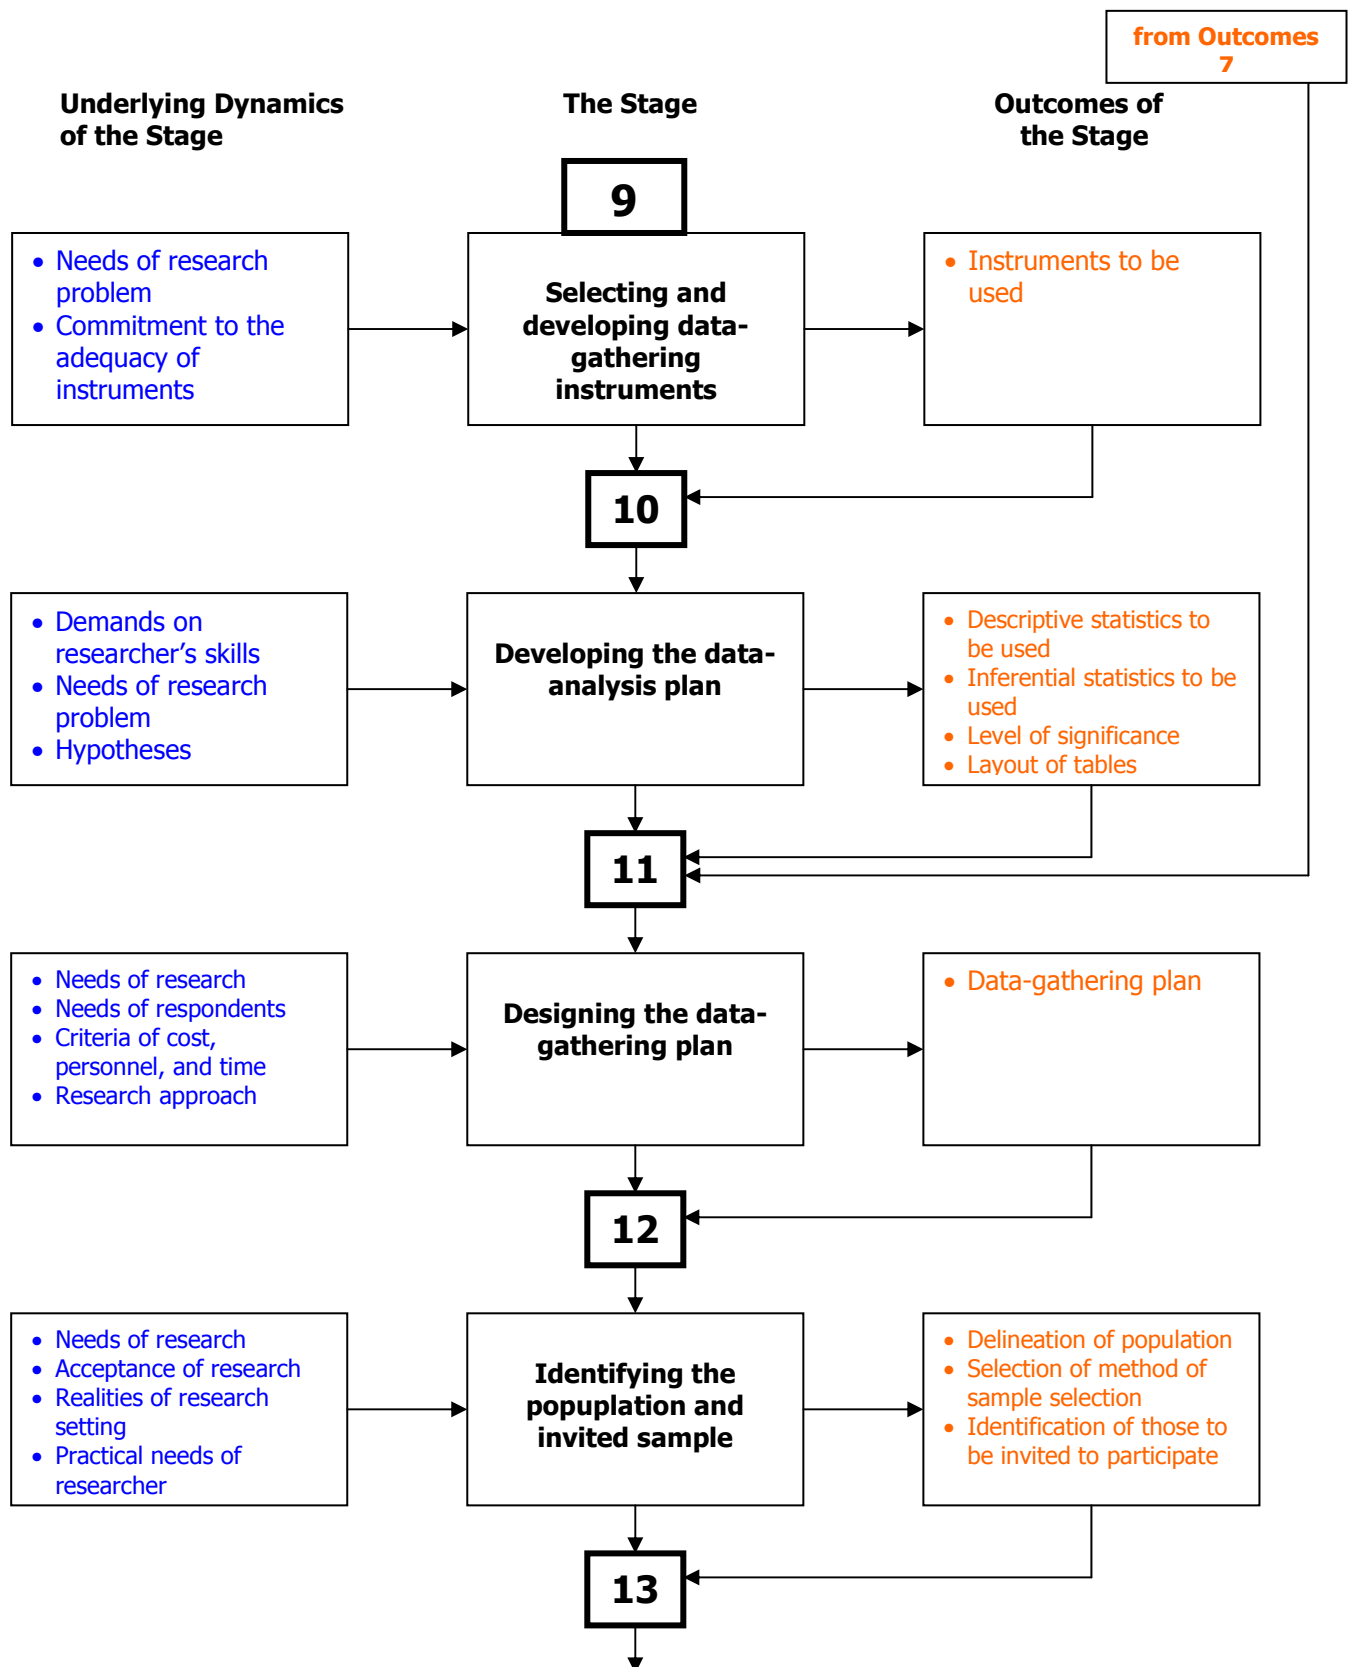 from Outcomes
7
Underlying Dynamics
of the Stage
The Stage
Outcomes of
the Stage
9
• Needs of research
problem
• Commitment to the
adequacy of
instruments
Selecting and
developing data-
gathering
instruments
• Instruments to be
used
10
• Demands on
researcher’s skills
• Needs of research
problem
• Hypotheses
Developing the data-
analysis plan
• Descriptive statistics to
be used
• Inferential statistics to be
used
• Level of significance
• Layout of tables
11
• Needs of research
• Needs of respondents
• Criteria of cost,
personnel, and time
• Research approach
Designing the data-
gathering plan
• Data-gathering plan
12
• Needs of research
• Acceptance of research
• Realities of research
setting
• Practical needs of
researcher
Identifying the
popuplation and
invited sample
• Delineation of population
• Selection of method of
sample selection
• Identification of those to
be invited to participate
13